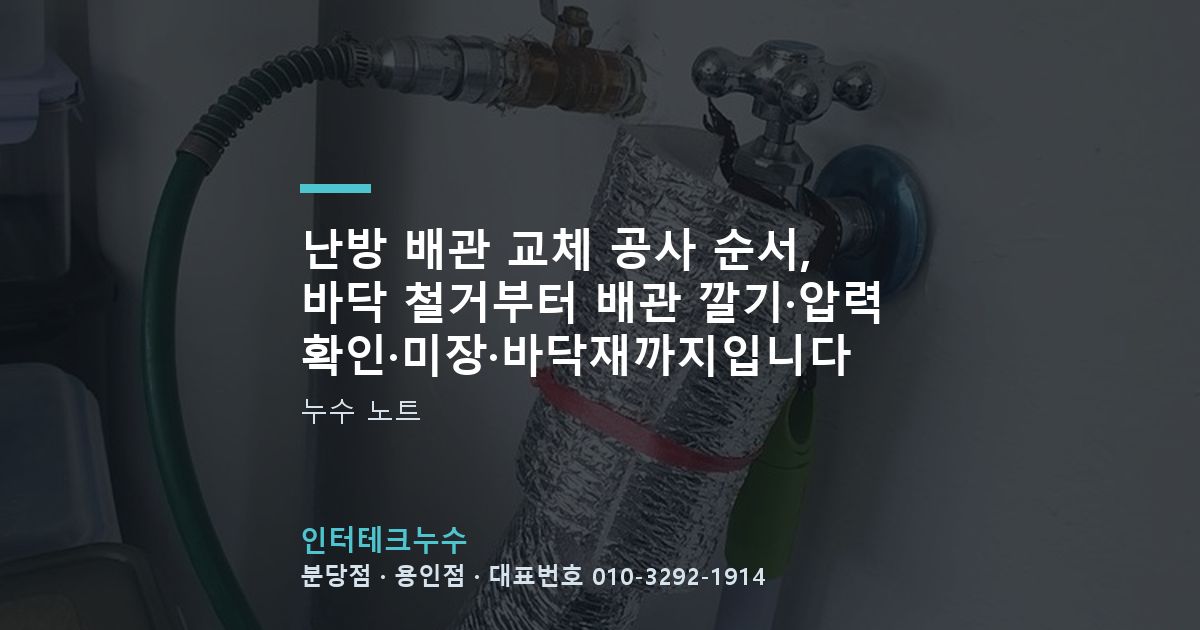 난방 배관 교체 공사 순서,
바닥 철거부터 배관 깔기·압력
확인·미장·바닥재까지입니다
누수 노트
인터테크누수
분당점 · 용인점 · 대표번호 010-3292-1914